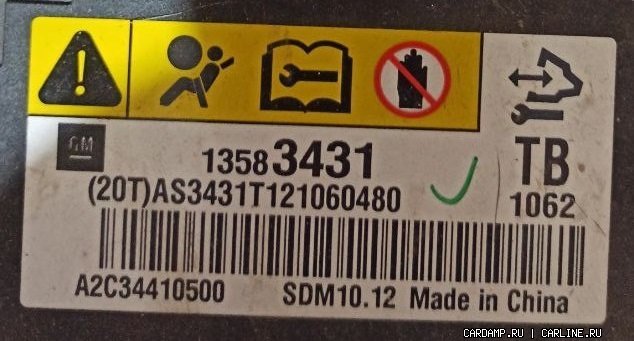 GM
13583431
(20T)AS3431T121060480
TB
1062
A2C34410500 SDM10.12 Made in China
CARDAMP.RU | CARLINE.RU